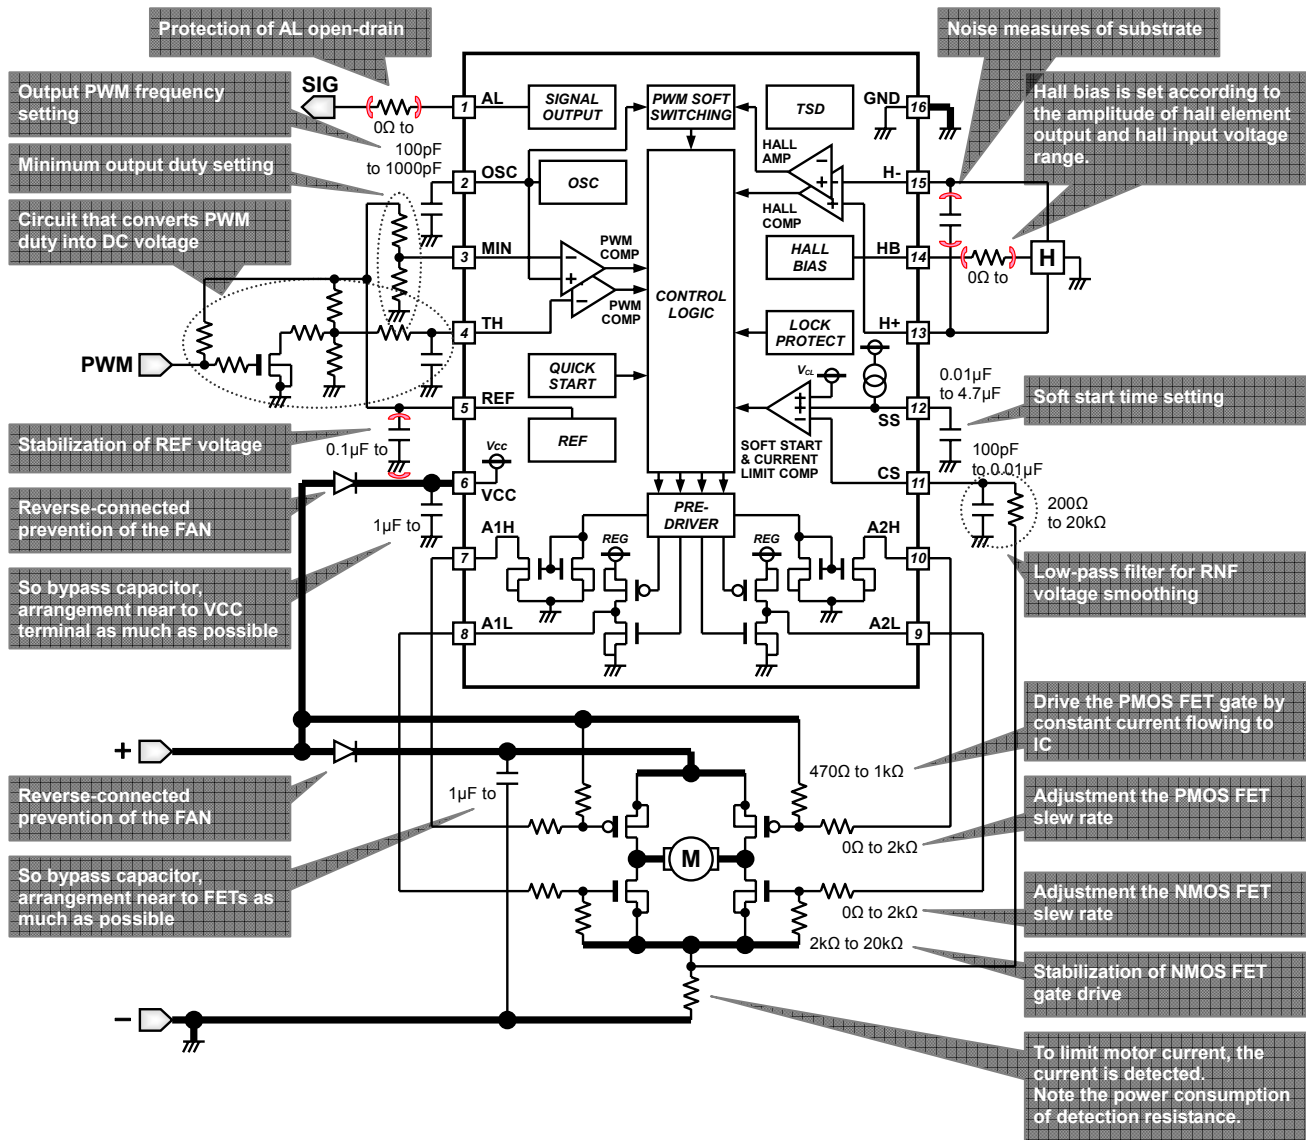 Protection of AL open-drain
Noise measures of substrate
SIG
Output PWM frequency
setting
Hall bias is set according to
the amplitude of hall element
output and hall input voltage
range.
0Ω to
100pF
to 1000pF
Minimum output duty setting
Circuit that converts PWM
duty into DC voltage
PWM
1
AL
SIGNAL
OUTPUT
PWM SOFT
SWITCHING
TSD
GND
16
2
OSC
OSC
HALL
AMP
H-
15
HALL
COMP
3
MIN
PWM
COMP
HALL
BIAS
HB
14
0Ω to
H
PWM
COMP
CONTROL
LOGIC
4
TH
LOCK
PROTECT
H+
13
QUICK
START
VCL
0.01μF
to 4.7μF
Soft start time setting
5
REF
REF
12
SS
SOFT START
& CURRENT
LIMIT COMP
100pF
to 0.01μF
Stabilization of REF voltage
0.1μF to
Vcc
6
VCC
CS
11
200Ω
to 20kΩ
Reverse-connected
prevention of the FAN
1μF to
PRE-
DRIVER
A1H
7
REG
REG
A2H
10
Low-pass filter for RNF
voltage smoothing
So bypass capacitor,
arrangement near to VCC
terminal as much as possible
8
A1L
A2L
9
Drive the PMOS FET gate by
constant current flowing to
IC
+
470Ω to 1kΩ
Reverse-connected
prevention of the FAN
1μF to
Adjustment the PMOS FET
slew rate
0Ω to 2kΩ
M
So bypass capacitor,
arrangement near to FETs as
much as possible
Adjustment the NMOS FET
slew rate
0Ω to 2kΩ
2kΩ to 20kΩ
Stabilization of NMOS FET
gate drive
−
To limit motor current, the
current is detected.
Note the power consumption
of detection resistance.